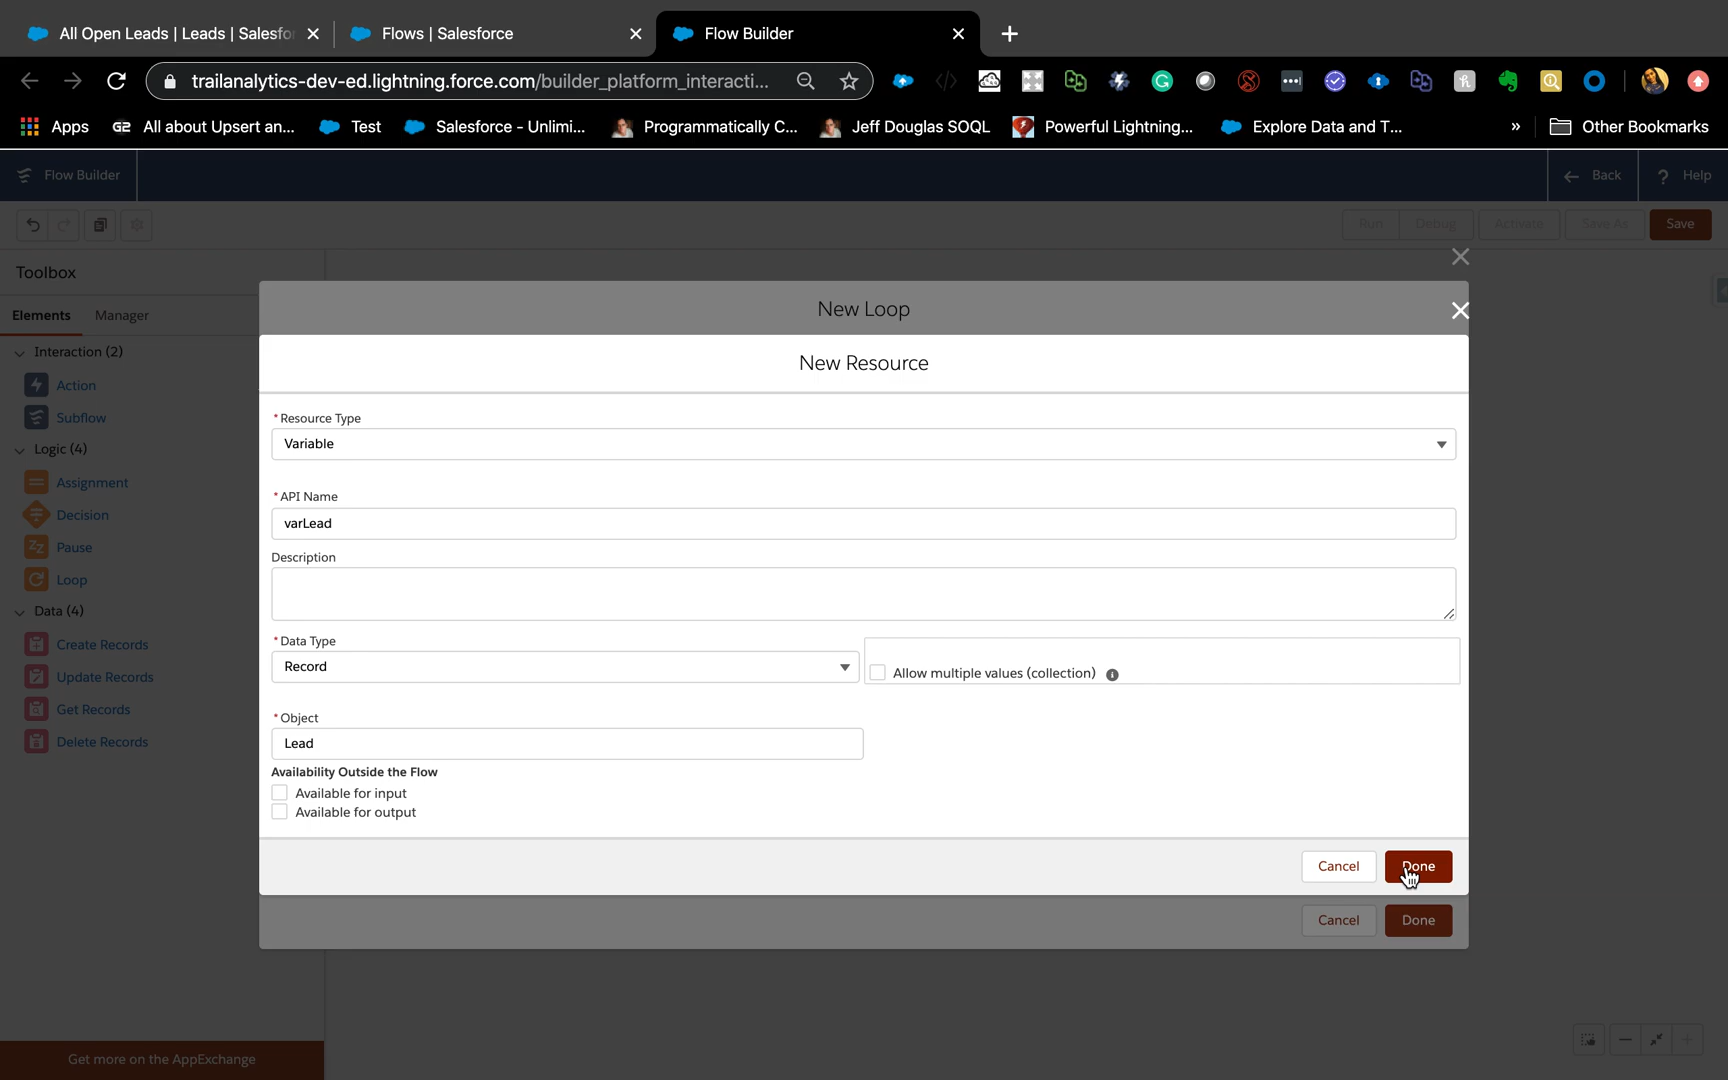 All Open Leads | Leads | Salesfo
Flows | Salesforce
Flow Builder
trailanalytics-dev-ed.lightning.force.com/builder_platform_interacti...
Apps
G2 All about Upsert an...
Test
Salesforce - Unlimi...
Programmatically C...
Jeff Douglas SOQL
Powerful Lightning...
Explore Data and T...
»
Other Bookmarks
Flow Builder
Back
? Help
Run
Debug
Activate
Save As
Save
Toolbox
Elements
Manager
Interaction (2)
Action
Subflow
Logic (4)
Assignment
Decision
Pause
Loop
Data (4)
Create Records
Update Records
Get Records
Delete Records
Get more on the AppExchange
New Loop
New Resource
* Resource Type
Variable
* API Name
varLead
Description
* Data Type
Record
Allow multiple values (collection)
* Object
Lead
Availability Outside the Flow
Available for input
Available for output
Cancel
Done
Cancel
Done